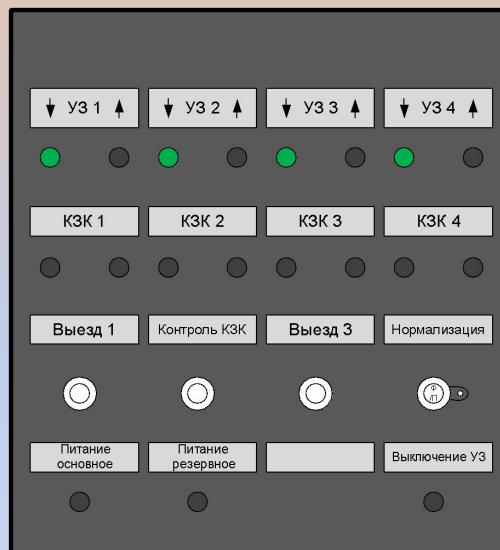 УЗ 1 УЗ 2 УЗ 3 УЗ 4
КЗК 1 КЗК 2 КЗК 3 КЗК 4
Выезд 1 Контроль КЗК Выезд 3 Нормализация
Питание основное Питание резервное Выключение УЗ